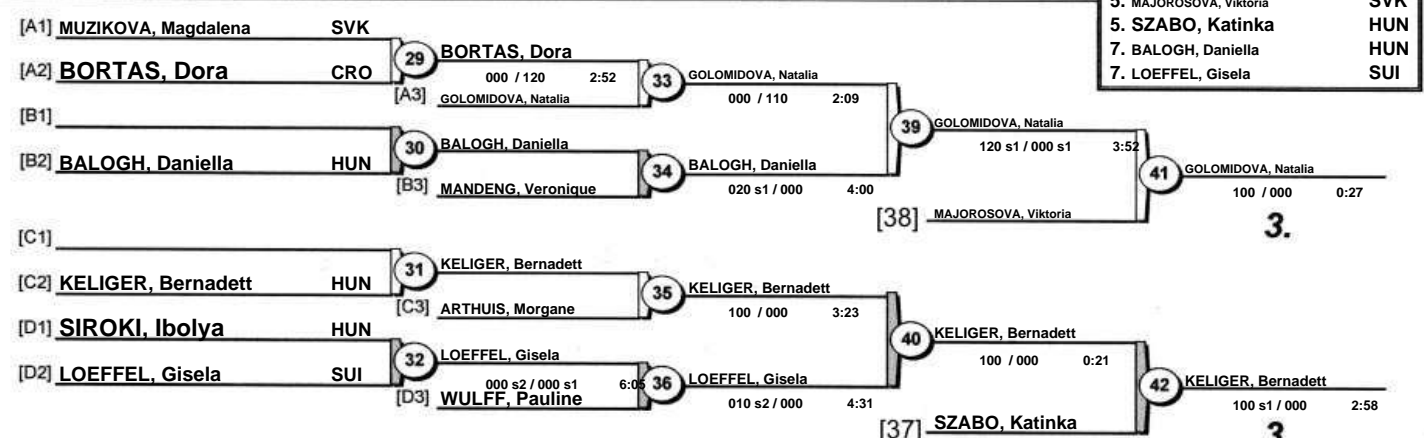 5. MAJOROSOVA, Viktoria SVK
5. SZABO, Katinka HUN
7. BALOGH, Daniella HUN
7. LOEFFEL, Gisela SUI
[A1] MUZIKOVA, Magdalena SVK
29 BORTAS, Dora
[A2] BORTAS, Dora CRO
000 / 120 2:52
33 GOLOMIDOVA, Natalia
[A3] GOLOMIDOVA, Natalia
000 / 110 2:09
[B1]
39 GOLOMIDOVA, Natalia
30 BALOGH, Daniella
120 s1 / 000 s1 3:52
[B2] BALOGH, Daniella HUN
34 BALOGH, Daniella
41 GOLOMIDOVA, Natalia
[B3] MANDENG, Veronique
020 s1 / 000 4:00
100 / 000 0:27
[38] MAJOROSOVA, Viktoria
3.
[C1]
31 KELIGER, Bernadett
[C2] KELIGER, Bernadett HUN
35 KELIGER, Bernadett
[C3] ARTHUIS, Morgane
100 / 000 3:23
[D1] SIROKI, Ibolya HUN
40 KELIGER, Bernadett
32 LOEFFEL, Gisela
100 / 000 0:21
[D2] LOEFFEL, Gisela SUI
000 s2 / 000 s1 6:05
36 LOEFFEL, Gisela
42 KELIGER, Bernadett
[D3] WULFF, Pauline
010 s2 / 000 4:31
100 s1 / 000 2:58
[37] SZABO, Katinka
3.